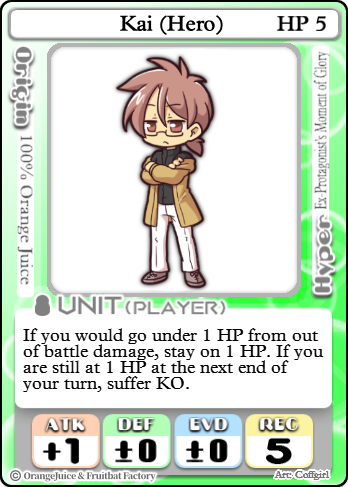 Kai (Hero) HP 5
Origin 100% Orange Juice
Hyper Ex-Protagonist's Moment of Glory
UNIT (PLAYER)
If you would go under 1 HP from out
of battle damage, stay on 1 HP. If you
are still at 1 HP at the next end of
your turn, suffer KO.
ATK DEF EVD REC
+1 ±0 ±0 5
© OrangeJuice & Fruitbat Factory Arc: Coffgirl